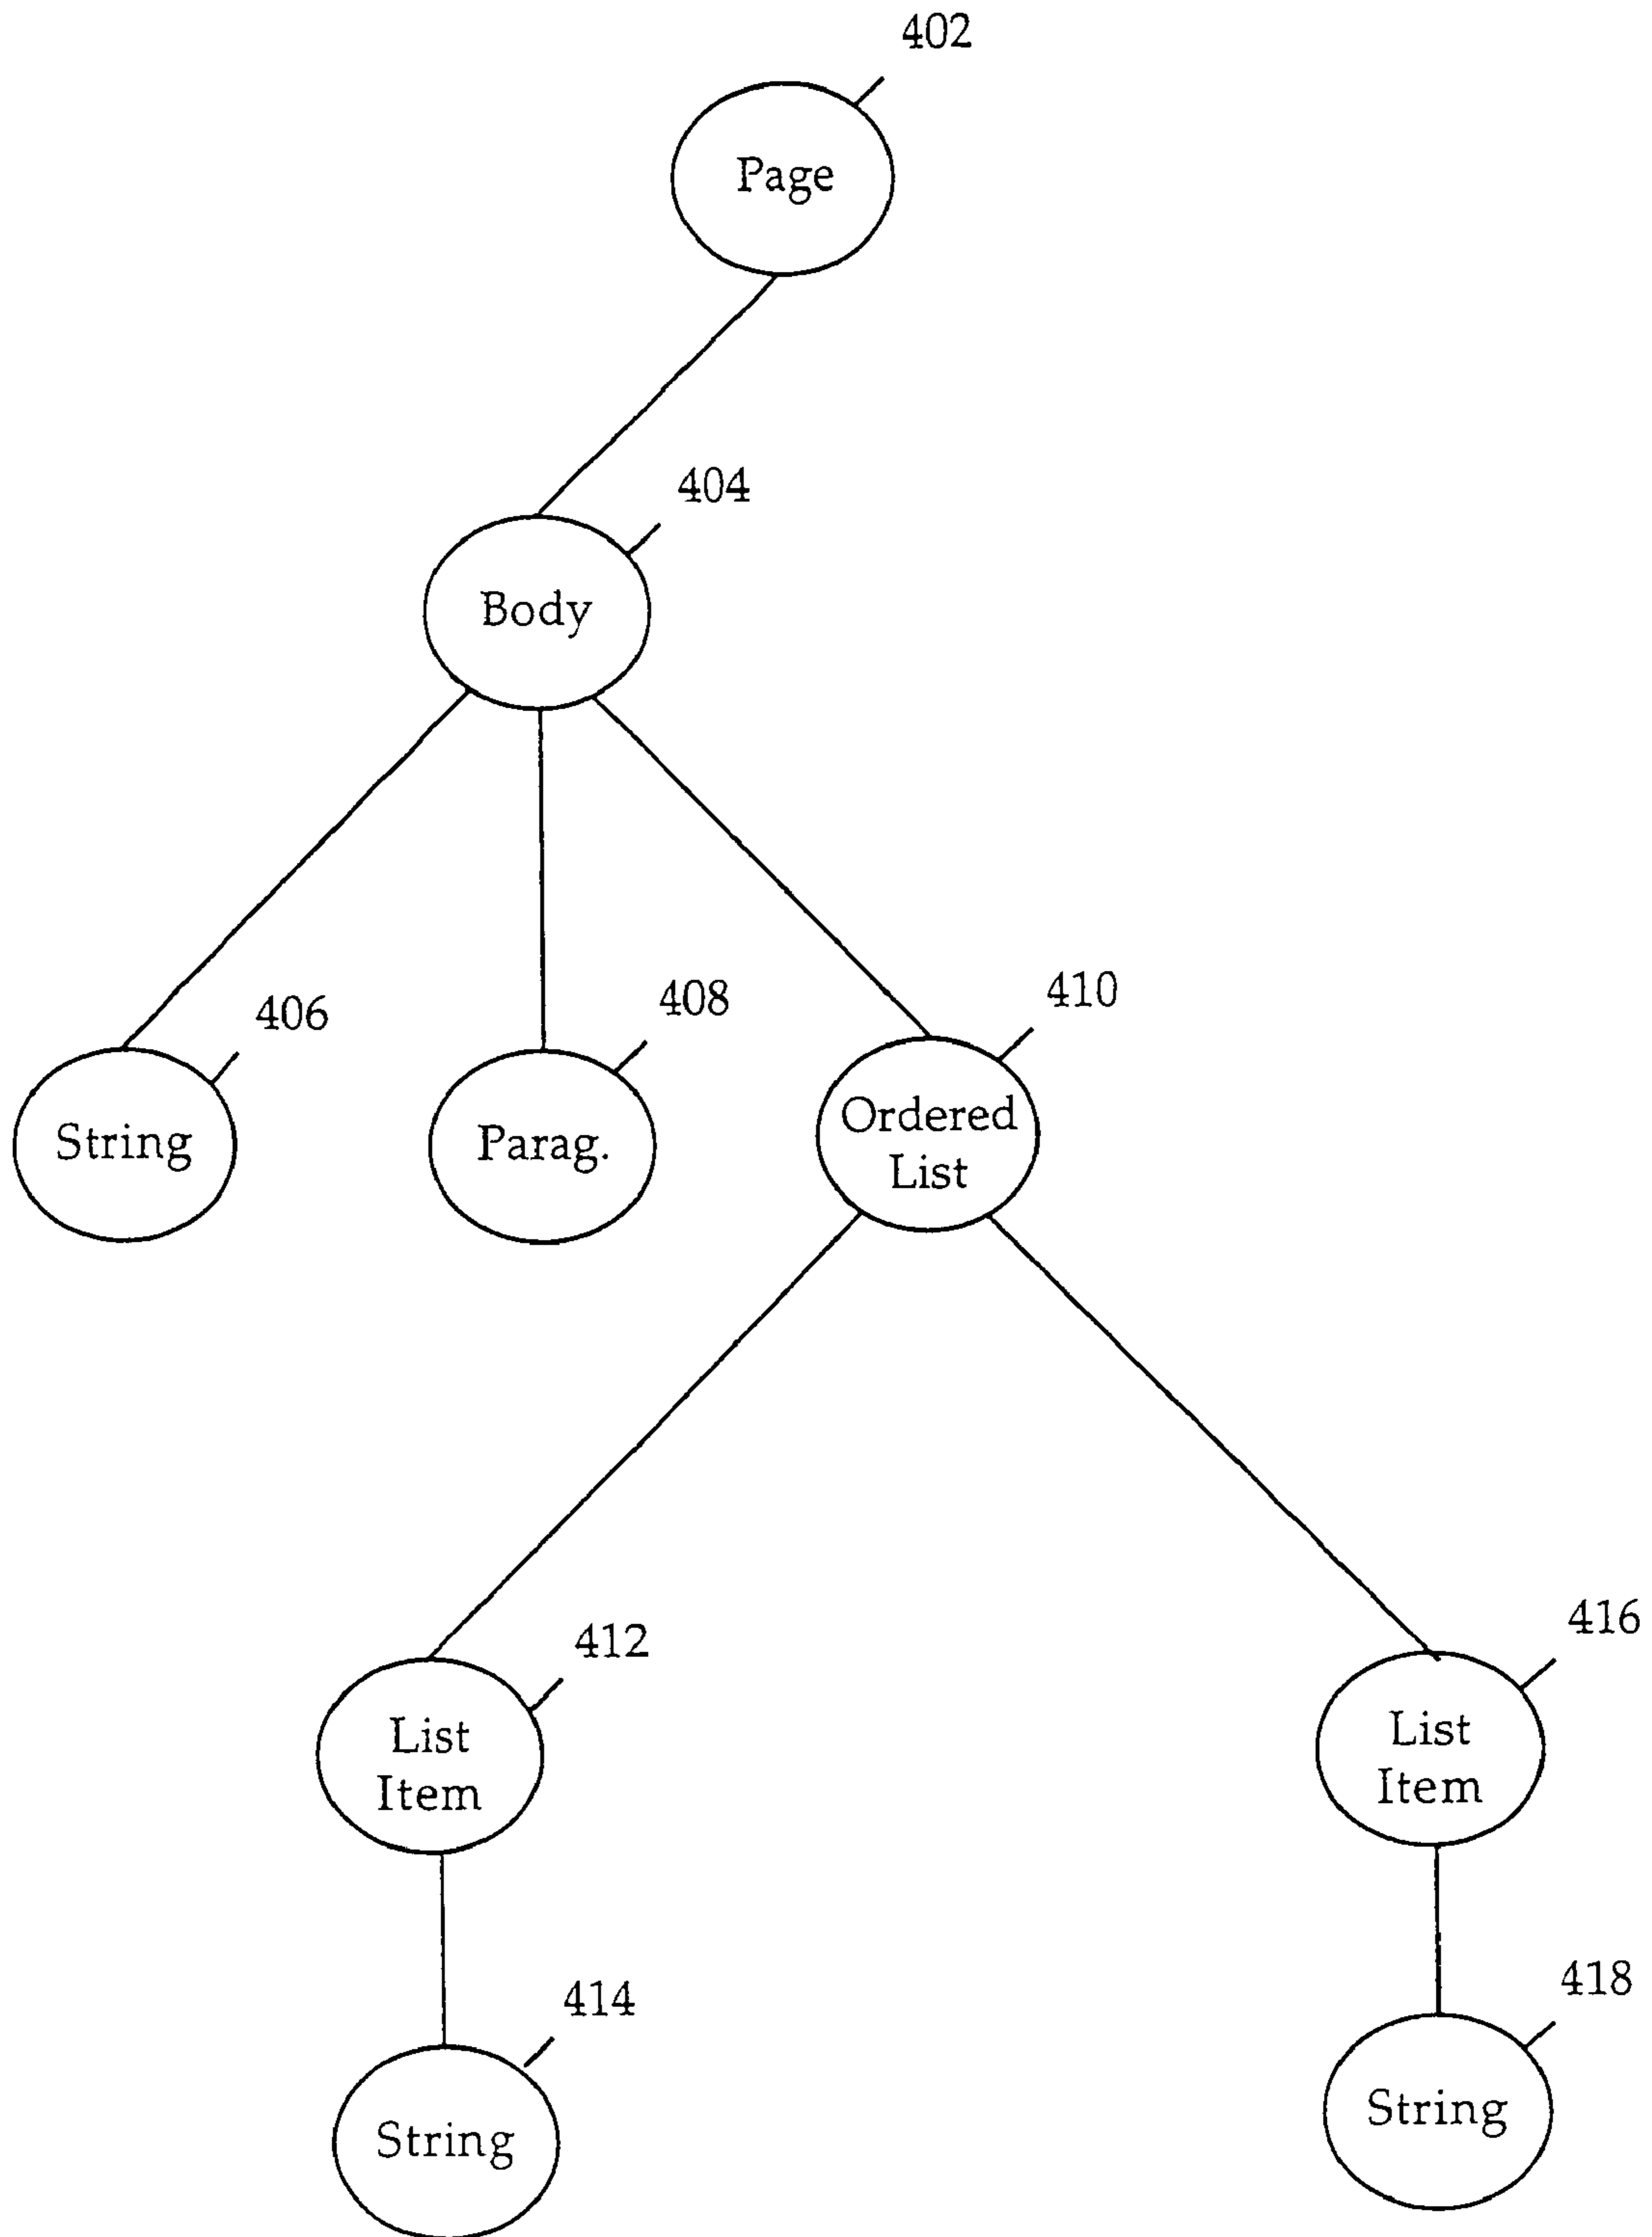 402
Page
404
Body
406
408
410
String
Parag.
Ordered
List
412
416
List
Item
List
Item
414
418
String
String